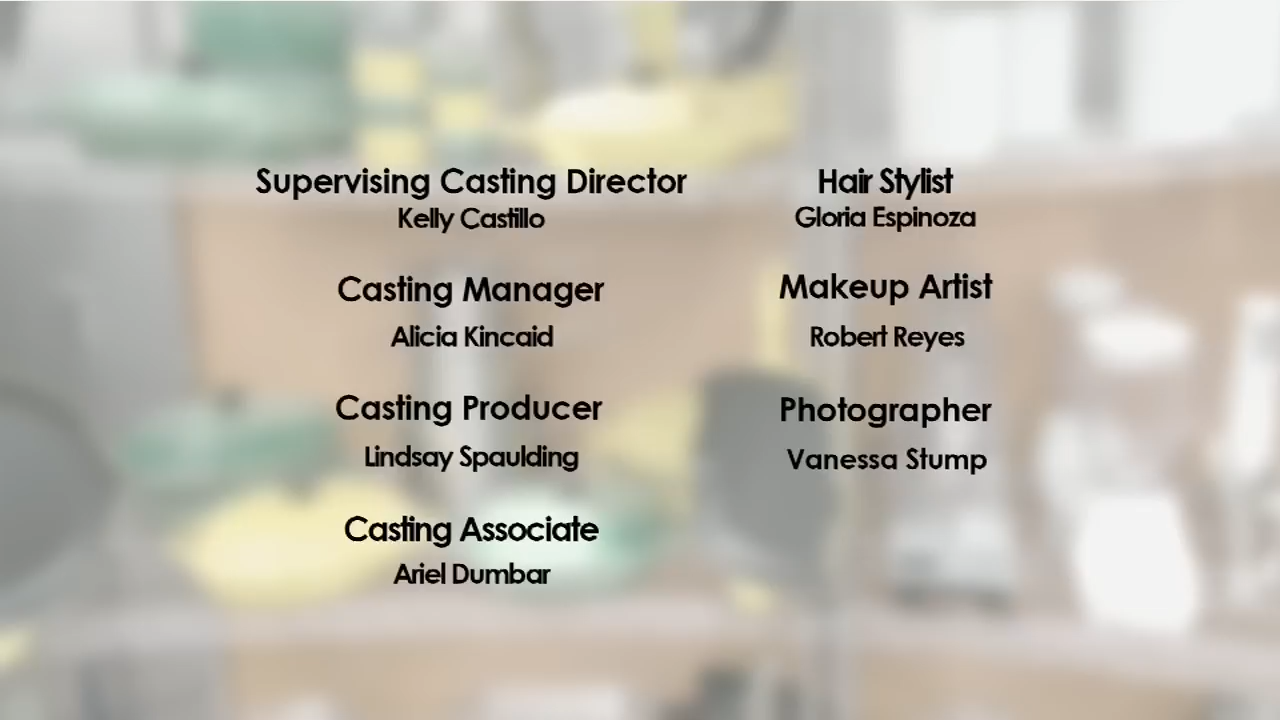 Supervising Casting Director
Kelly Castillo
Casting Manager
Alicia Kincaid
Casting Producer
Lindsay Spaulding
Casting Associate
Ariel Dumbar
Hair Stylist
Gloria Espinoza
Makeup Artist
Robert Reyes
Photographer
Vanessa Stump